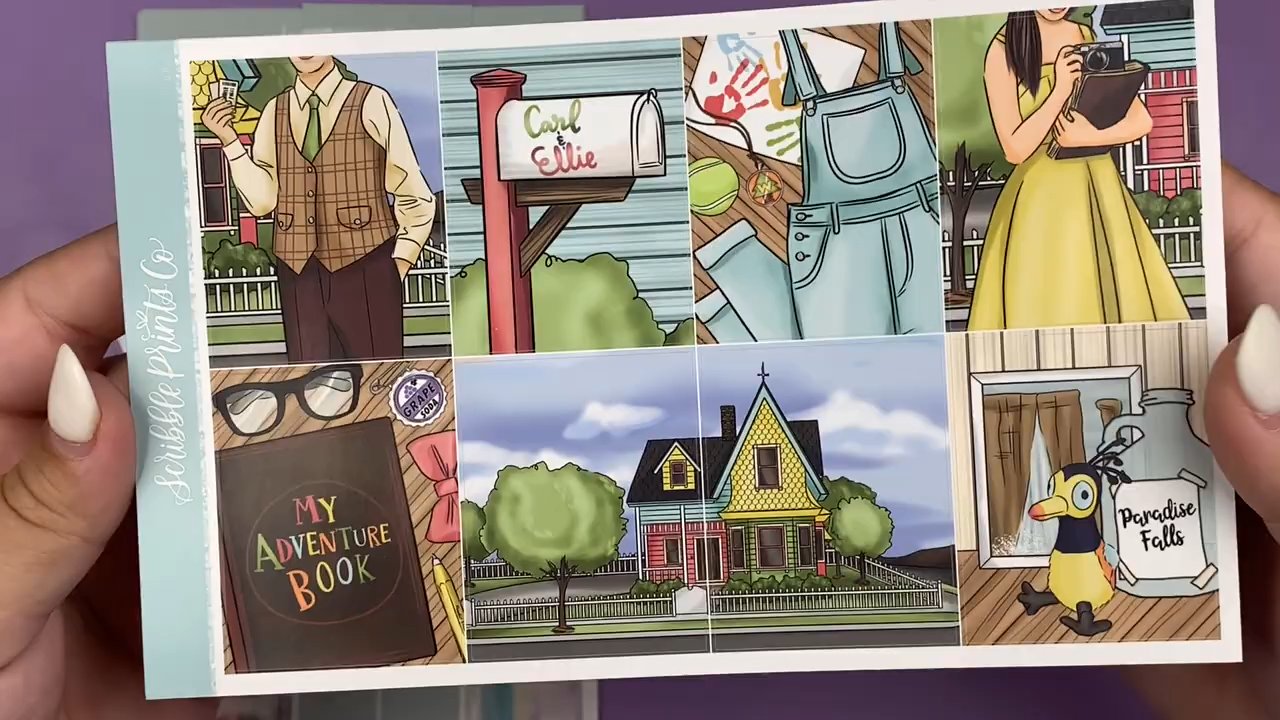 Scribble Prints Co
Carl
&
Ellie
GRAPE
SODA
MY
ADVENTURE
BOOK
Paradise
Falls